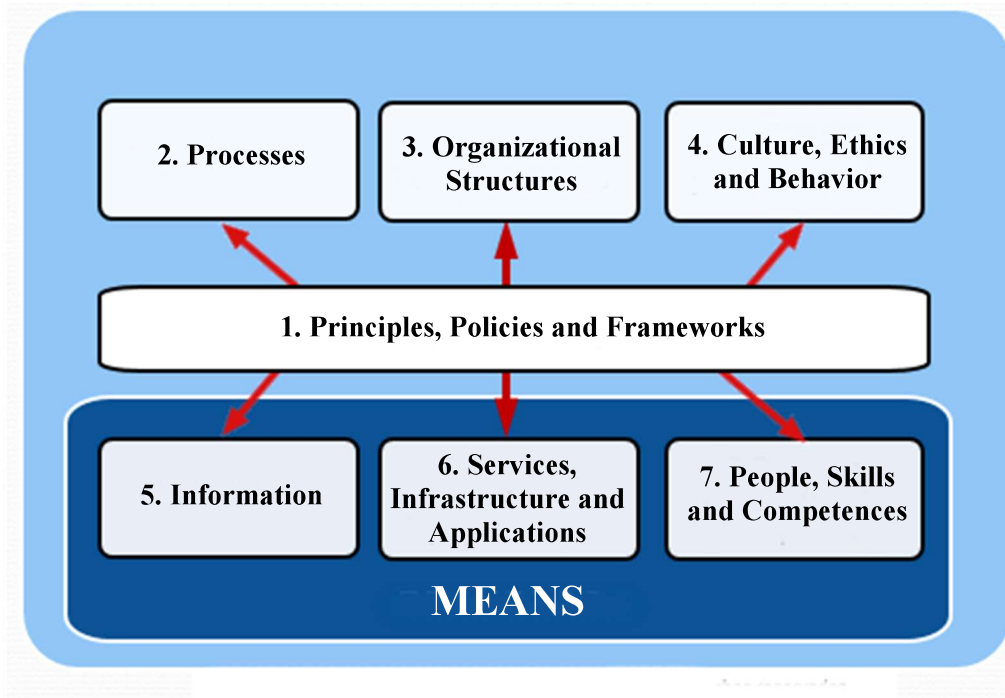 2. Processes
3. Organizational
Structures
4. Culture, Ethics
and Behavior
1. Principles, Policies and Frameworks
5. Information
6. Services,
Infrastructure and
Applications
7. People, Skills
and Competences
MEANS